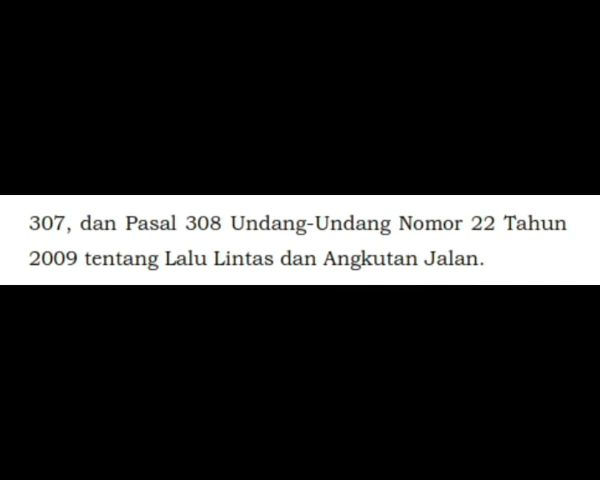 307, dan Pasal 308 Undang-Undang Nomor 22 Tahun
2009 tentang Lalu Lintas dan Angkutan Jalan.